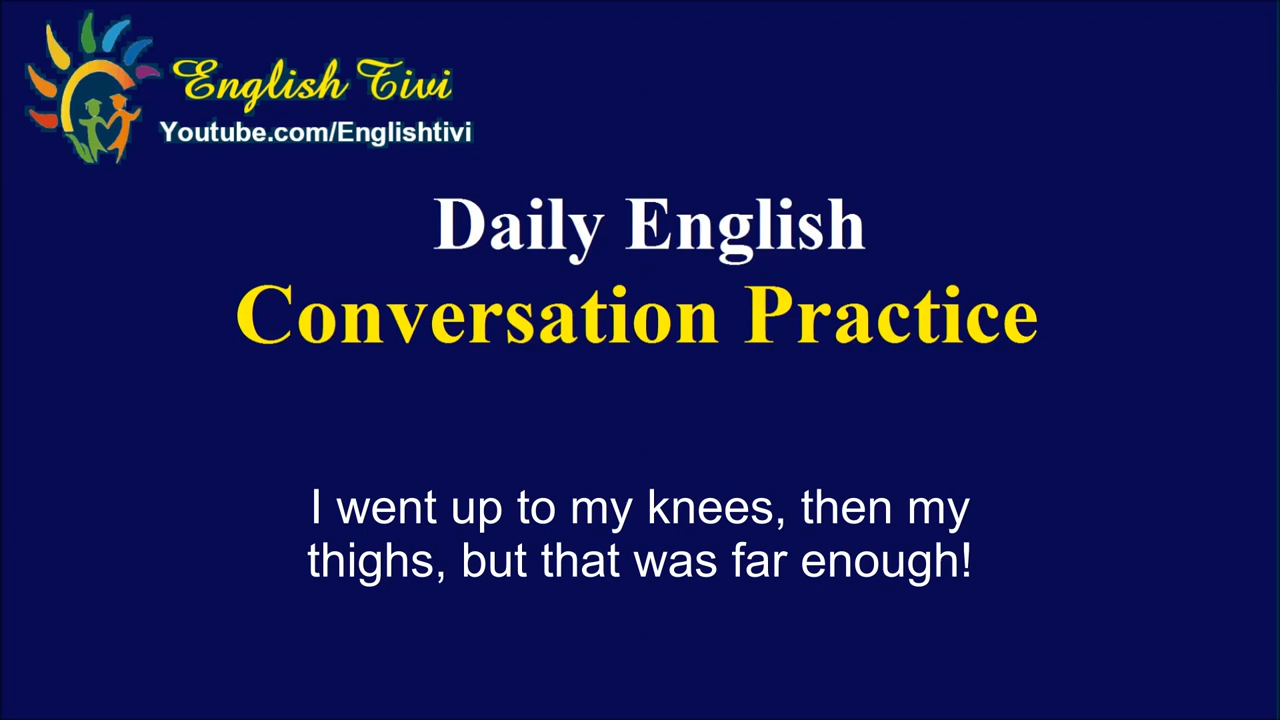 English Tivi
Youtube.com/Englishtivi
Daily English
Conversation Practice
I went up to my knees, then my
thighs, but that was far enough!